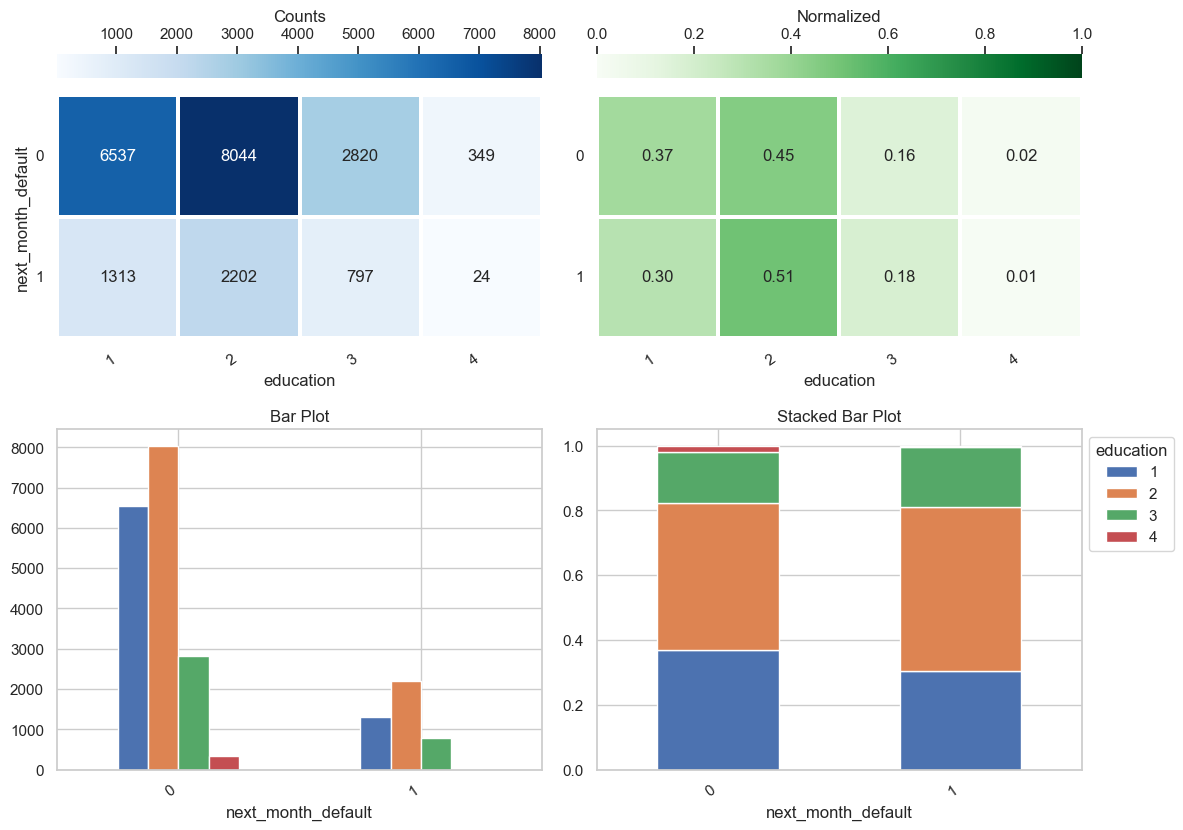 Counts
1000 2000 3000 4000 5000 6000 7000 8000
next_month_default
0 6537 8044 2820 349
1 1313 2202 797 24
1 2 3 4
education
Normalized
0.0 0.2 0.4 0.6 0.8 1.0
0 0.37 0.45 0.16 0.02
1 0.30 0.51 0.18 0.01
1 2 3 4
education
Bar Plot
8000
7000
6000
5000
4000
3000
2000
1000
0
0 1
next_month_default
Stacked Bar Plot
1.0
0.8
0.6
0.4
0.2
0.0
0 1
next_month_default
education
1
2
3
4